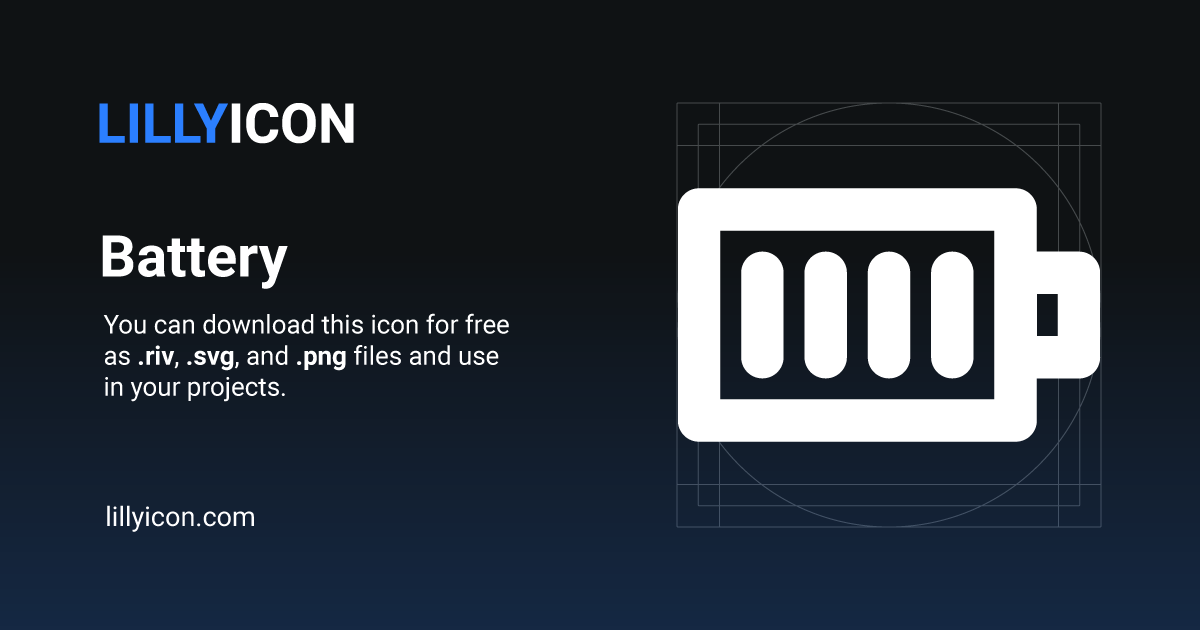 LILLYICON
Battery
You can download this icon for free
as .riv, .svg, and .png files and use
in your projects.
lillyicon.com